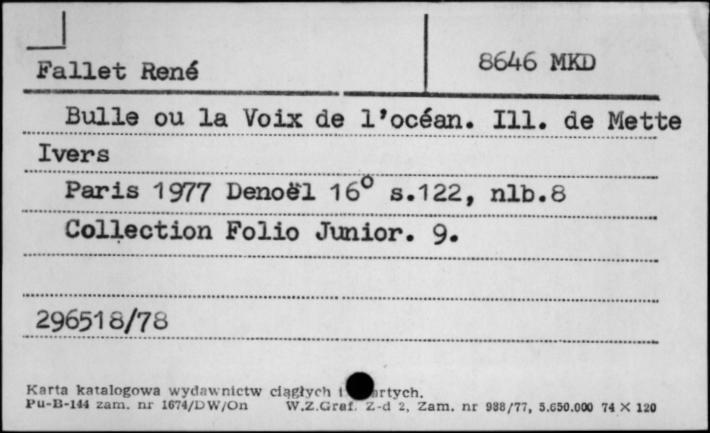 Fallet René
8646 MKD
Bulle ou la Voix de l'océan. Ill. de Mette
Ivers
Paris 1977 Denoël 16° s.122, nlb.8
Collection Folio Junior. 9.
296518/78
Karta katalogowa wydawnictw ciągłych i
Pu-B-144 zam. nr 1674/DW/On W.Z.Graf. Z-d 2, Zam. nr 988/77, 5.650.000 74 × 120